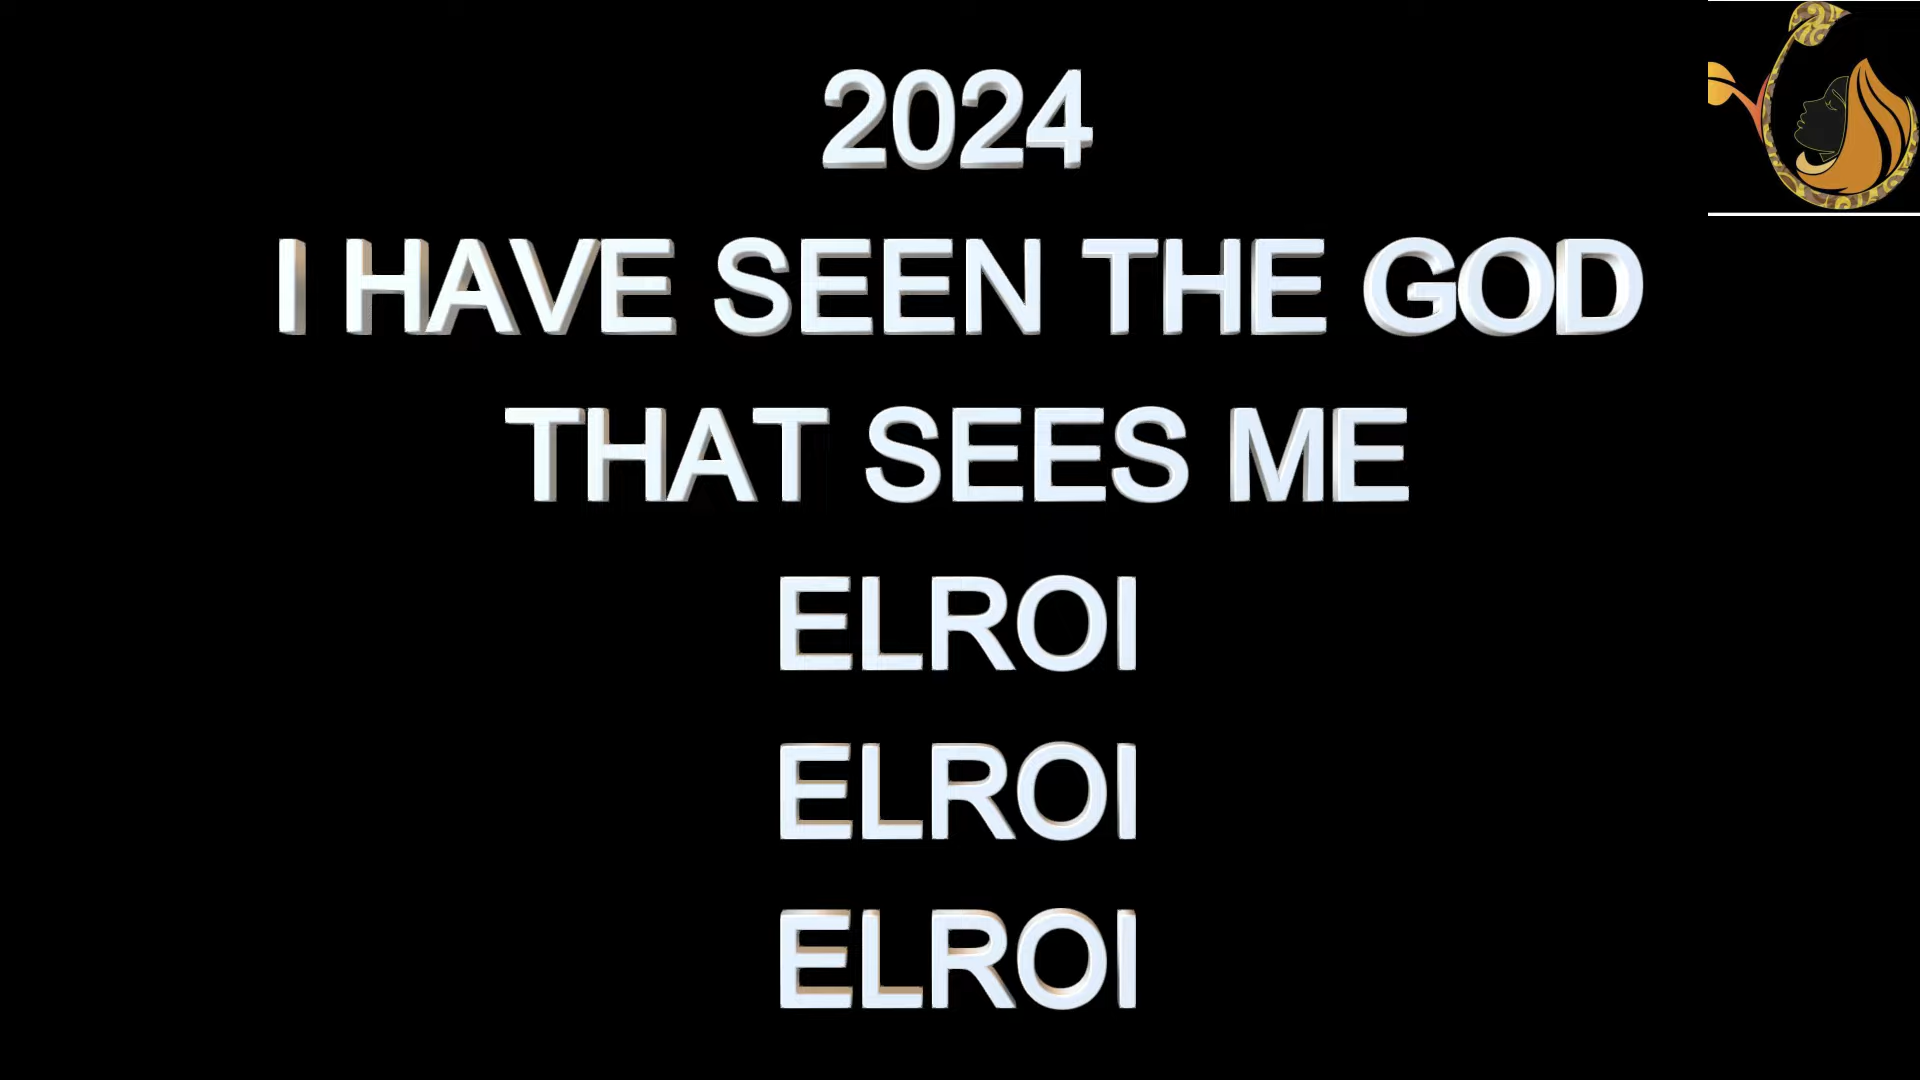 2024
I HAVE SEEN THE GOD
THAT SEES ME
ELROI
ELROI
ELROI